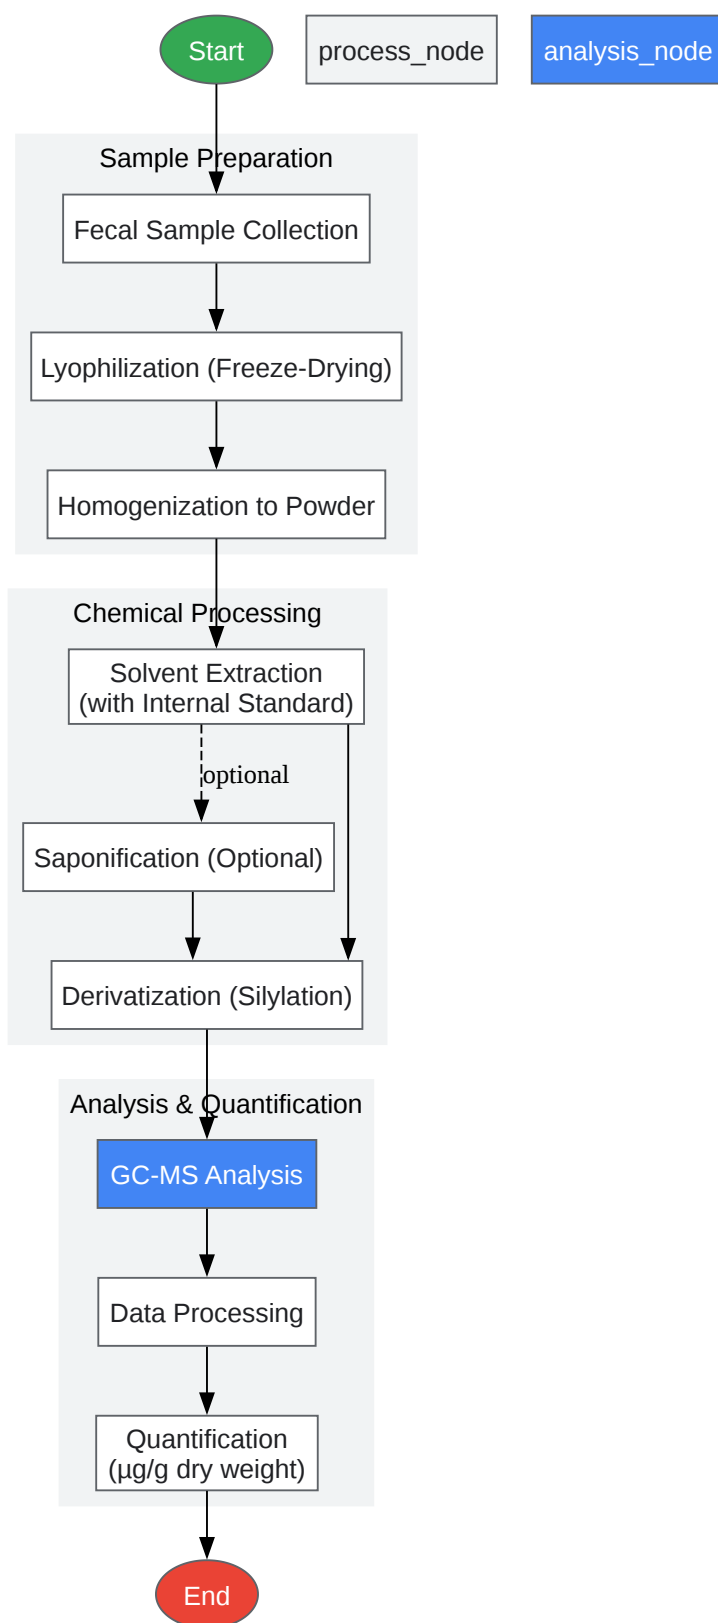 Start
process_node
analysis_node
Sample Preparation
Fecal Sample Collection
Lyophilization (Freeze-Drying)
Homogenization to Powder
Chemical Processing
Solvent Extraction
(with Internal Standard)
optional
Saponification (Optional)
Derivatization (Silylation)
Analysis & Quantification
GC-MS Analysis
Data Processing
Quantification
(µg/g dry weight)
End